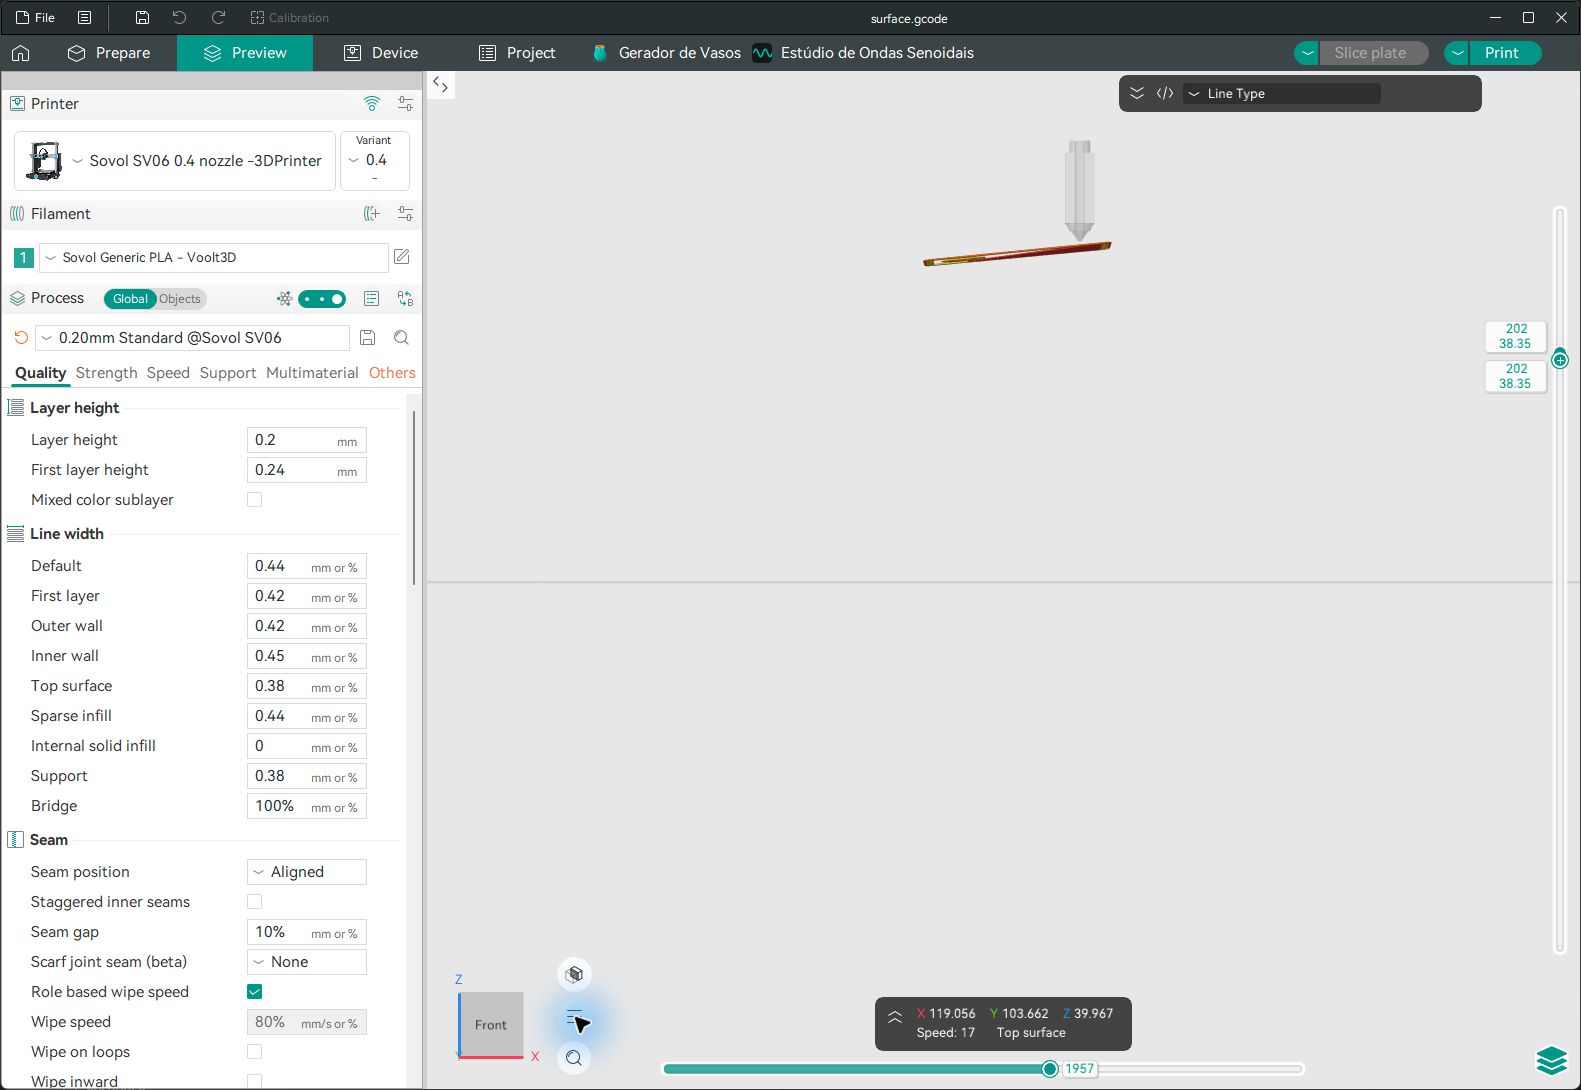 File
Calibration
surface.gcode
Prepare
Preview
Device
Project
Gerador de Vasos
Estúdio de Ondas Senoidais
Slice plate
Print
Printer
Sovol SV06 0.4 nozzle -3DPrinter
Variant
0.4
-
Filament
1
Sovol Generic PLA - Voolt3D
Process
Global
Objects
0.20mm Standard @Sovol SV06
Quality
Strength
Speed
Support
Multimaterial
Others
Layer height
Layer height 0.2 mm
First layer height 0.24 mm
Mixed color sublayer
Line width
Default 0.44 mm or %
First layer 0.42 mm or %
Outer wall 0.42 mm or %
Inner wall 0.45 mm or %
Top surface 0.38 mm or %
Sparse infill 0.44 mm or %
Internal solid infill 0 mm or %
Support 0.38 mm or %
Bridge 100% mm or %
Seam
Seam position Aligned
Staggered inner seams
Seam gap 10% mm or %
Scarf joint seam (beta) None
Role based wipe speed
Wipe speed 80% mm/s or %
Wipe on loops
Wipe inward
Line Type
202
38.35
202
38.35
Z
Front
Y
X
X 119.056 Y 103.662 Z 39.967
Speed: 17 Top surface
1957